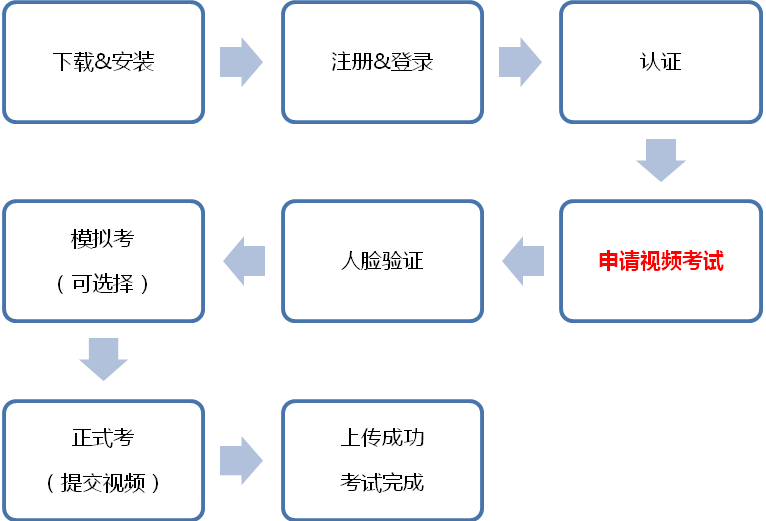 下载&安装
注册&登录
认证
申请视频考试
人脸验证
模拟考
（可选择）
正式考
（提交视频）
上传成功
考试完成